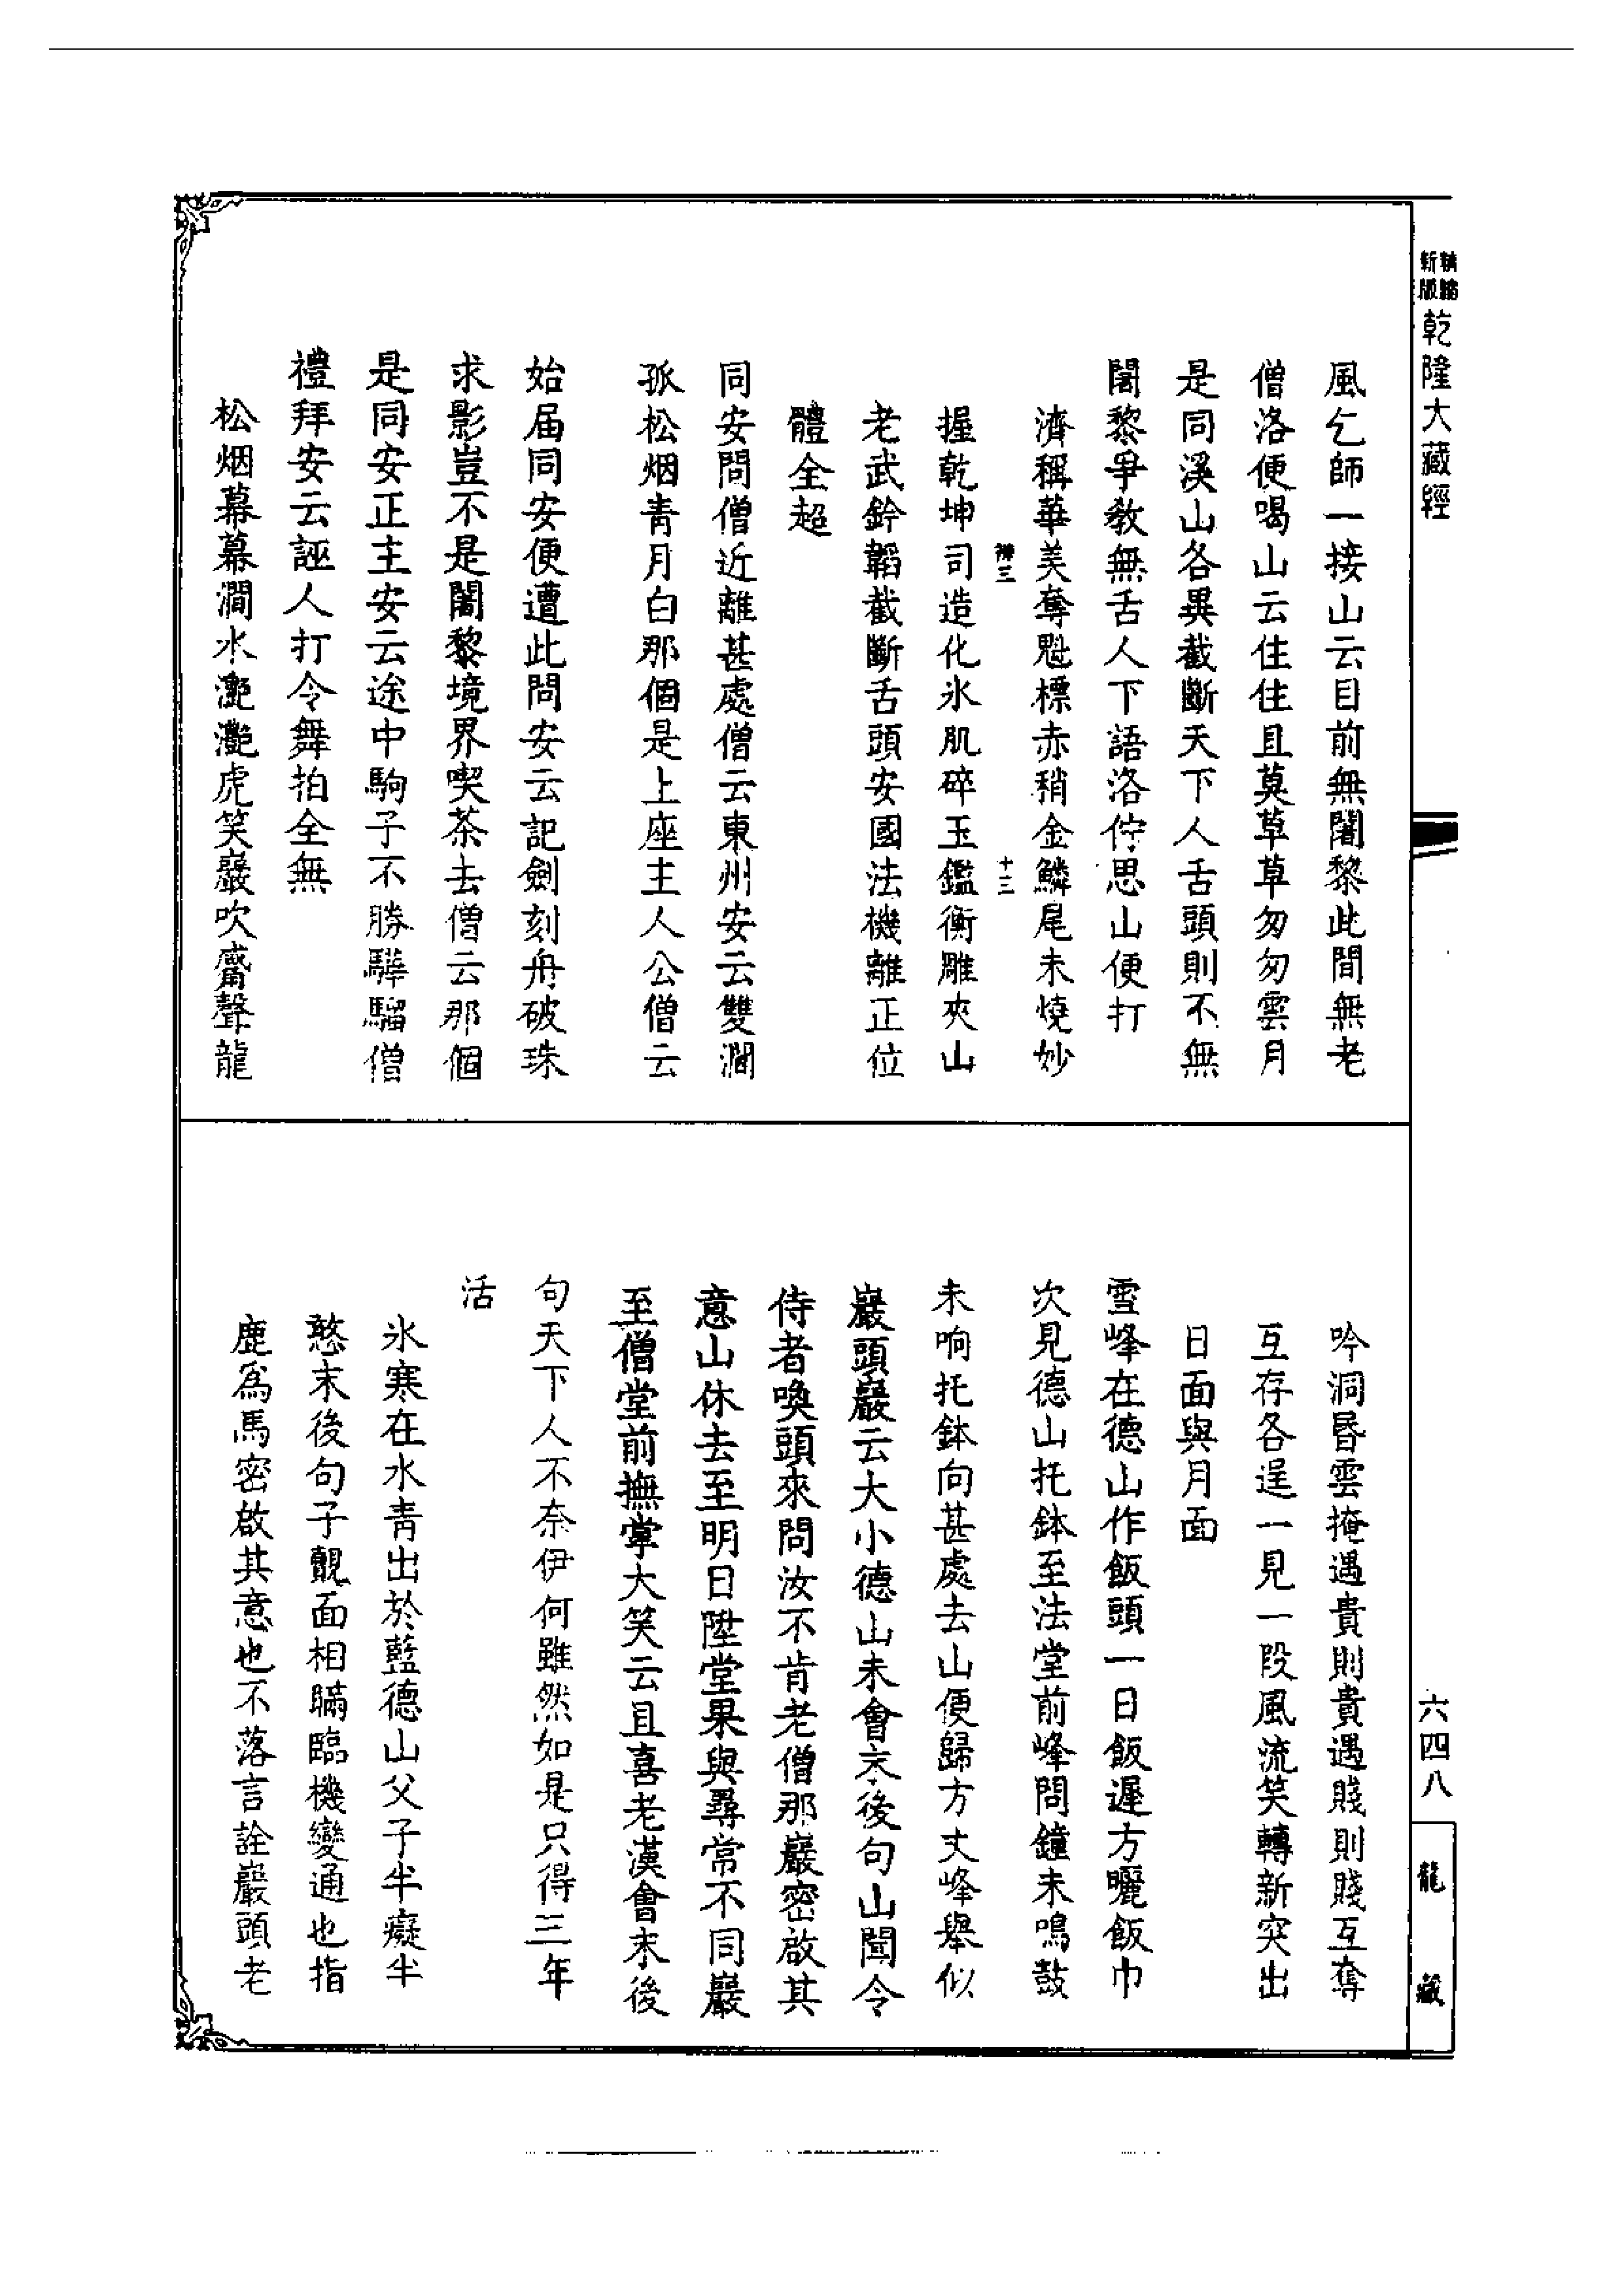 新版
乾隆大藏經
風乞師一接山云目前無闍黎此間無老
僧洛便喝山云住住且莫草草匆匆雲月
是同溪山各異截斷天下人舌頭則不無
闍黎爭教無舌人下語洛佇思山便打
濟稱華美奪魁標赤稍金鱗尾未燒妙
十三
握乾坤司造化氷肌碎玉鑑衡雕夾山
老武鈐韜截斷舌頭安國法機離正位
體全超
同安問僧近離甚處僧云東州安云雙澗
孤松烟青月白那個是上座主人公僧云
始届同安便遭此問安云記劍刻舟破珠
求影豈不是闍黎境界喫茶去僧云那個
是同安正主安云途中駒子不勝驊騮僧
禮拜安云誣人打令舞拍全無
松烟幕幕澗水灔灔虎笑巖吹齎聲龍
吟洞昏雲掩遇貴則貴遇賤則賤互奪
互存各逞一見一段風流笑轉新突出
日面與月面
雪峰在德山作飯頭一日飯遲方曬飯巾
次見德山托鉢至法堂前峰問鐘未鳴鼓
未响托鉢向甚處去山便歸方丈峰舉似
巖頭巖云大小德山未會末後句山聞令
侍者喚頭來問汝不肯老僧那巖密啟其
意山休去至明日陞堂果與尋常不同巖
至僧堂前撫掌大笑云且喜老漢會末後
句天下人不奈伊何雖然如是只得三年
活
氷寒在水青出於藍德山父子半癡半
憨末後句子覿面相瞞臨機變通也指
鹿為馬密啟其意也不落言詮巖頭老
六四八
龍藏